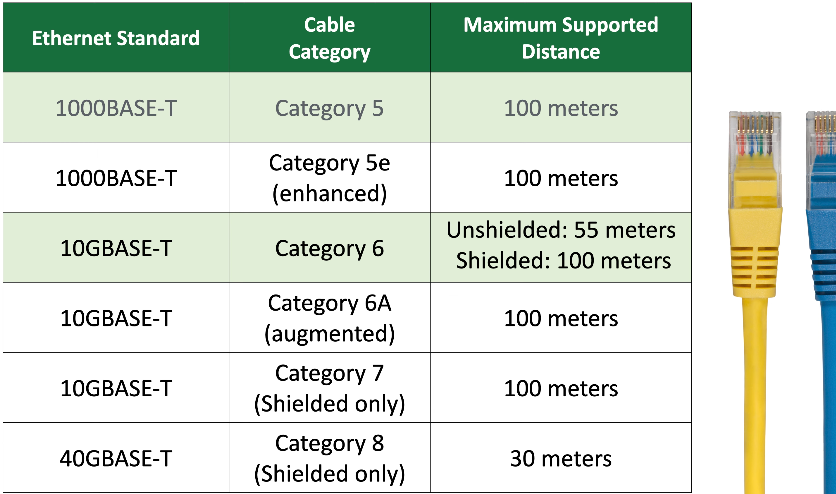 Ethernet Standard
Cable
Category
Maximum Supported
Distance
1000BASE-T
Category 5
100 meters
1000BASE-T
Category 5e
(enhanced)
100 meters
10GBASE-T
Category 6
Unshielded: 55 meters
Shielded: 100 meters
10GBASE-T
Category 6A
(augmented)
100 meters
10GBASE-T
Category 7
(Shielded only)
100 meters
40GBASE-T
Category 8
(Shielded only)
30 meters